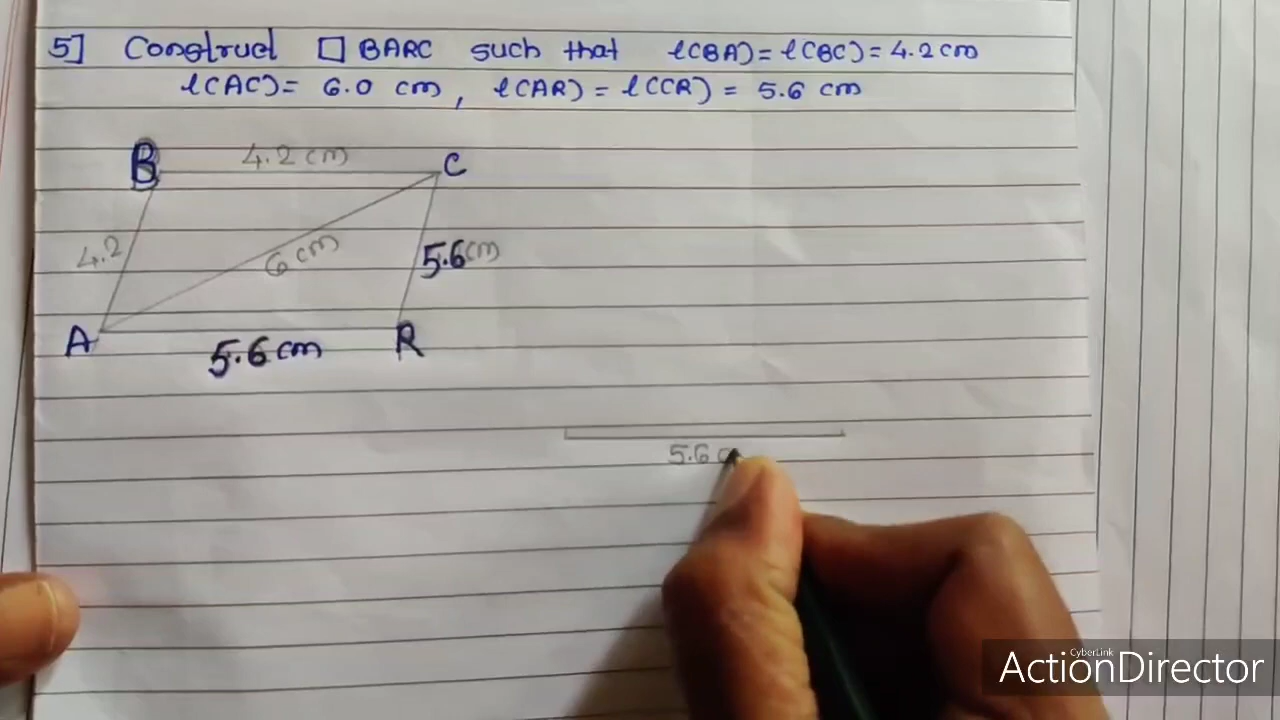 5] Construct □ BARC such that l(BA) = l(BC) = 4.2 cm
l(AC) = 6.0 cm, l(AR) = l(CR) = 5.6 cm
B 4.2 cm C
4.2 6 cm 5.6 cm
A 5.6 cm R
5.6 c
CyberLink
ActionDirector